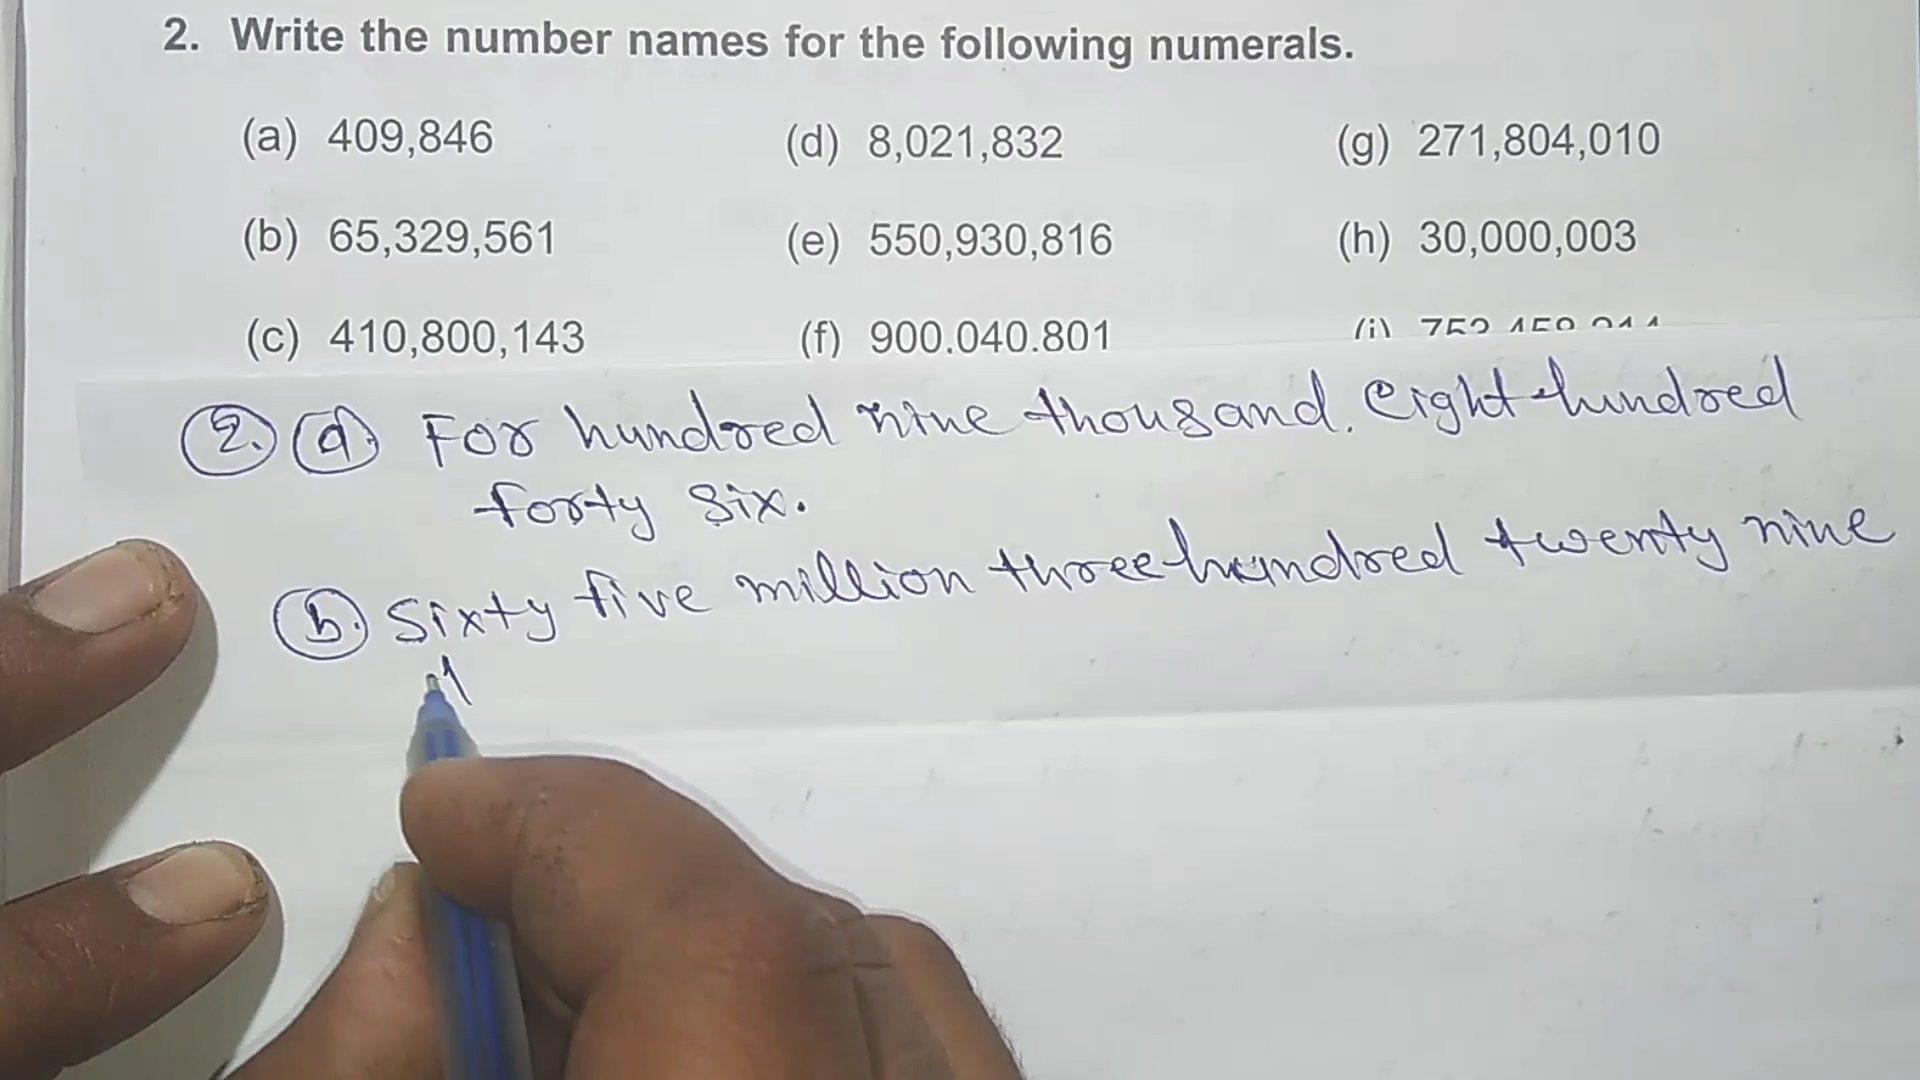 2. Write the number names for the following numerals.
(a) 409,846 (d) 8,021,832 (g) 271,804,010
(b) 65,329,561 (e) 550,930,816 (h) 30,000,003
(c) 410,800,143 (f) 900.040.801 (i)
2. a) For hundred nine thousand, eight hundred
forty six.
b. Sixty five million three hundred twenty nine